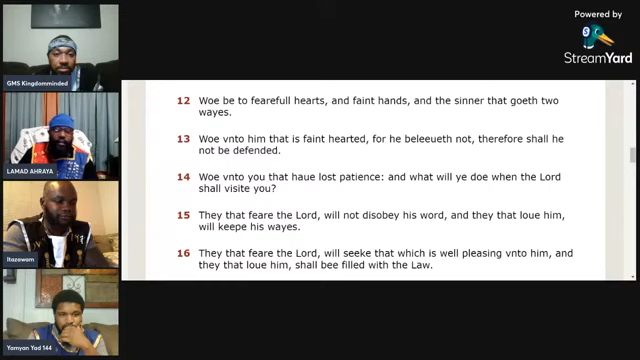 Powered by
S
StreamYard
GMS Kingdomminded
LAMAD AHRAYA
Itazawam
Yamyan Yad 144
12 Woe be to fearefull hearts, and faint hands, and the sinner that goeth two
wayes.
13 Woe vnto him that is faint hearted, for he beleeueth not, therefore shall he
not be defended.
14 Woe vnto you that haue lost patience: and what will ye doe when the Lord
shall visite you?
15 They that feare the Lord, will not disobey his word, and they that loue him,
will keepe his wayes.
16 They that feare the Lord, will seeke that which is well pleasing vnto him, and
they that loue him, shall bee filled with the Law.